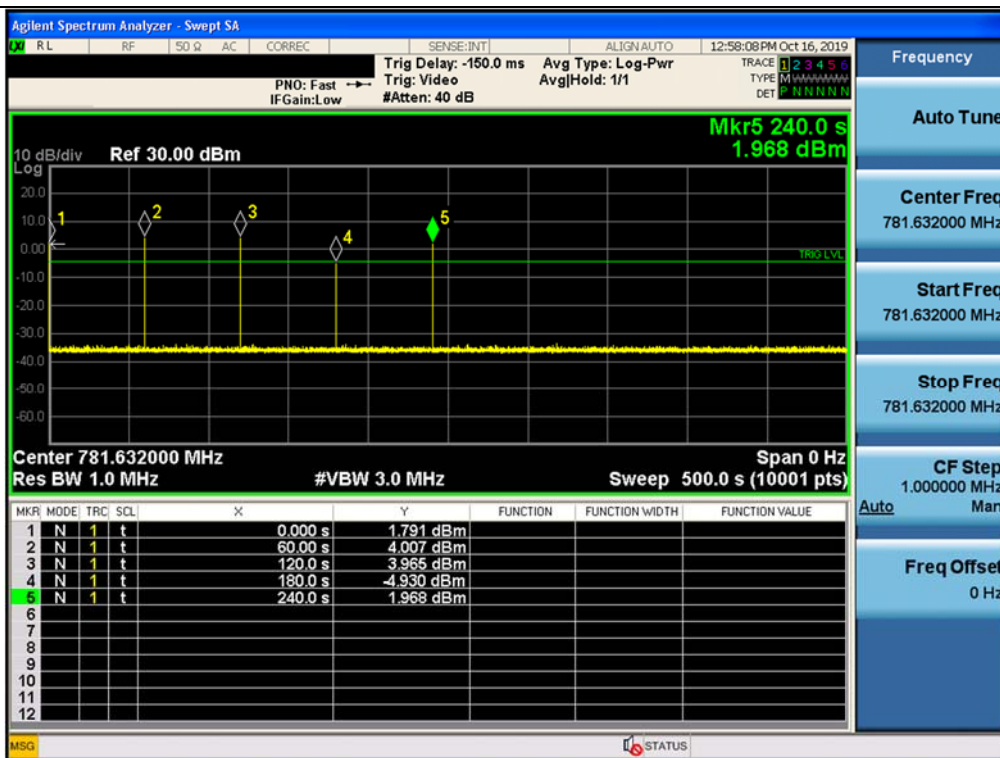 Agilent Spectrum Analyzer - Swept SA
LXI RL RF 50 Ω AC CORREC SENSE:INT ALIGN AUTO 12:58:08 PM Oct 16, 2019
Trig Delay: -150.0 ms Avg Type: Log-Pwr TRACE 1 2 3 4 5 6
PNO: Fast Trig: Video Avg|Hold: 1/1 TYPE M
IFGain:Low #Atten: 40 dB DET P N N N N N
Frequency
Auto Tune
Center Freq
781.632000 MHz
Start Freq
781.632000 MHz
Stop Freq
781.632000 MHz
CF Step
1.000000 MHz
Auto Man
Freq Offset
0 Hz
Mkr5 240.0 s
1.968 dBm
10 dB/div Ref 30.00 dBm
Log
20.0
10.0
0.00
-10.0
-20.0
-30.0
-40.0
-50.0
-60.0
1 2 3 4 5
TRIG LVL
Center 781.632000 MHz Span 0 Hz
Res BW 1.0 MHz #VBW 3.0 MHz Sweep 500.0 s (10001 pts)
MKR MODE TRC SCL X Y FUNCTION FUNCTION WIDTH FUNCTION VALUE
1 N 1 t 0.000 s 1.791 dBm
2 N 1 t 60.00 s 4.007 dBm
3 N 1 t 120.0 s 3.965 dBm
4 N 1 t 180.0 s -4.930 dBm
5 N 1 t 240.0 s 1.968 dBm
6
7
8
9
10
11
12
MSG STATUS